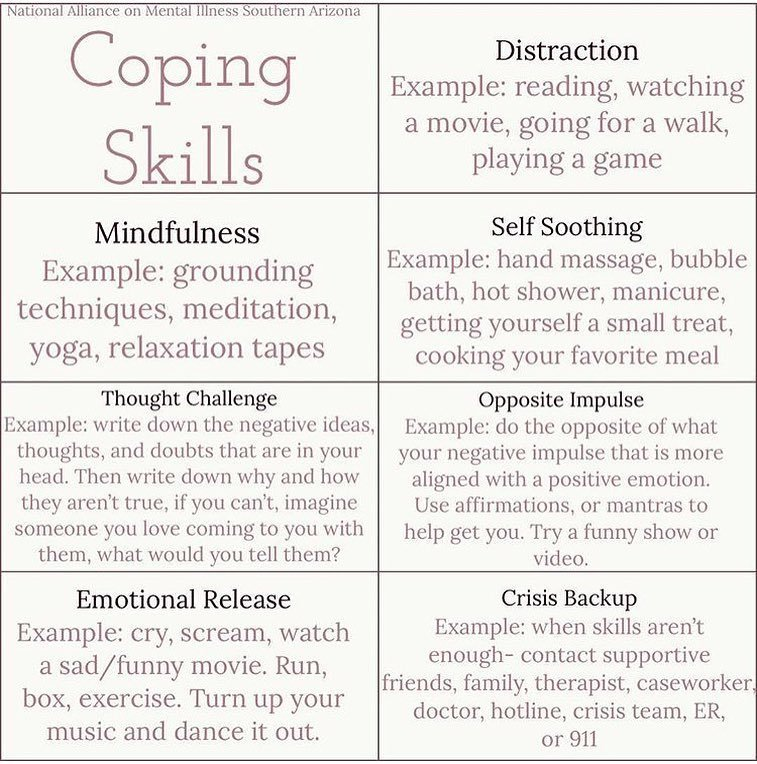 National Alliance on Mental Illness Southern Arizona
Coping
Skills
Distraction
Example: reading, watching
a movie, going for a walk,
playing a game
Mindfulness
Example: grounding
techniques, meditation,
yoga, relaxation tapes
Self Soothing
Example: hand massage, bubble
bath, hot shower, manicure,
getting yourself a small treat,
cooking your favorite meal
Thought Challenge
Example: write down the negative ideas,
thoughts, and doubts that are in your
head. Then write down why and how
they aren't true, if you can't, imagine
someone you love coming to you with
them, what would you tell them?
Opposite Impulse
Example: do the opposite of what
your negative impulse that is more
aligned with a positive emotion.
Use affirmations, or mantras to
help get you. Try a funny show or
video.
Emotional Release
Example: cry, scream, watch
a sad/funny movie. Run,
box, exercise. Turn up your
music and dance it out.
Crisis Backup
Example: when skills aren't
enough- contact supportive
friends, family, therapist, caseworker,
doctor, hotline, crisis team, ER,
or 911